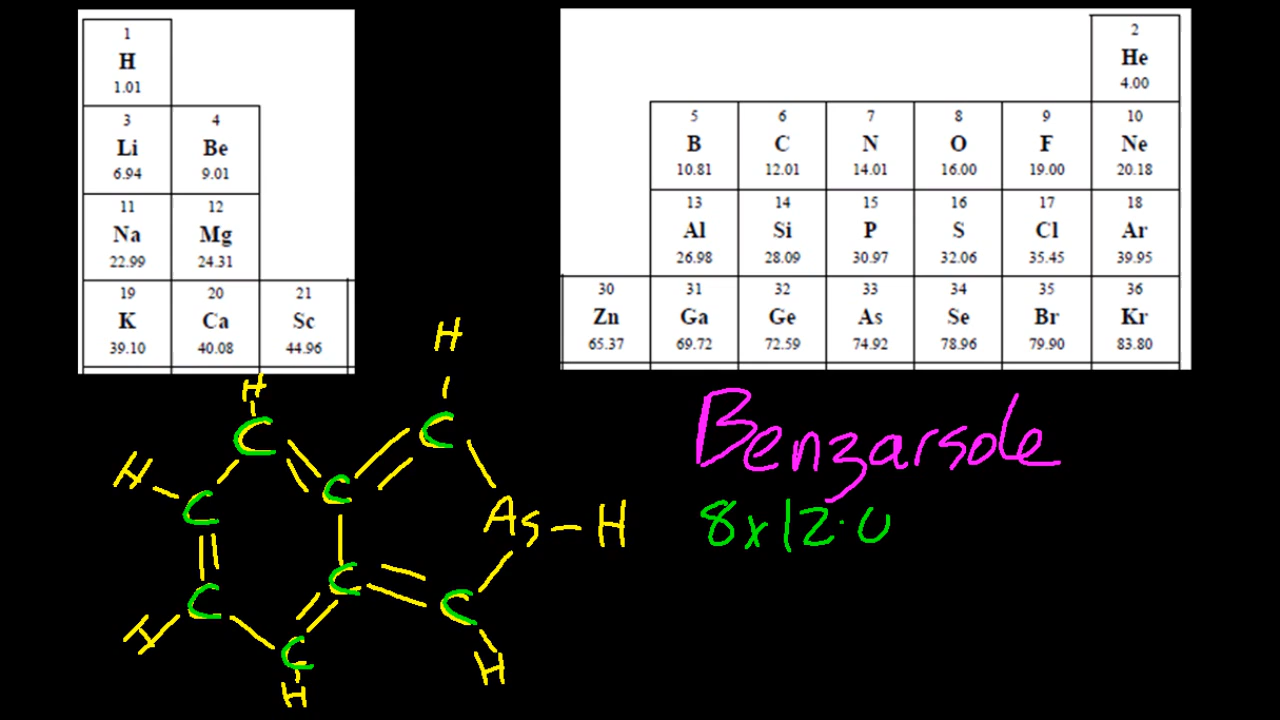 1
H
1.01
3 4
Li Be
6.94 9.01
11 12
Na Mg
22.99 24.31
19 20 21
K Ca Sc
39.10 40.08 44.96
2
He
4.00
5 6 7 8 9 10
B C N O F Ne
10.81 12.01 14.01 16.00 19.00 20.18
13 14 15 16 17 18
Al Si P S Cl Ar
26.98 28.09 30.97 32.06 35.45 39.95
30 31 32 33 34 35 36
Zn Ga Ge As Se Br Kr
65.37 69.72 72.59 74.92 78.96 79.90 83.80
H
H
C C
H
C
C
As-H
C
C
C
H
C
H
H
Benzarsole
8x12.0